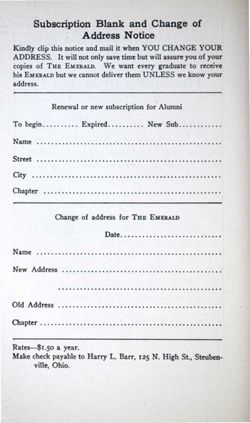 Subscription Blank and Change of
Address Notice
Kindly clip this notice and mail it when YOU CHANGE YOUR
ADDRESS. It will not only save time but will assure you of your
copies of THE EMERALD. We want every graduate to receive
his EMERALD but we cannot deliver them UNLESS we know your
address.
Renewal or new subscription for Alumni
To begin.......... Expired.......... New Sub............
Name ..................................................
Street ..................................................
City ..................................................
Chapter ..................................................
Change of address for THE EMERALD
Date............................
Name ..................................................
New Address ..........................................
..........................................
Old Address ..........................................
Chapter ..................................................
Rates—$1.50 a year.
Make check payable to Harry L. Barr, 125 N. High St., Steuben-
ville, Ohio.